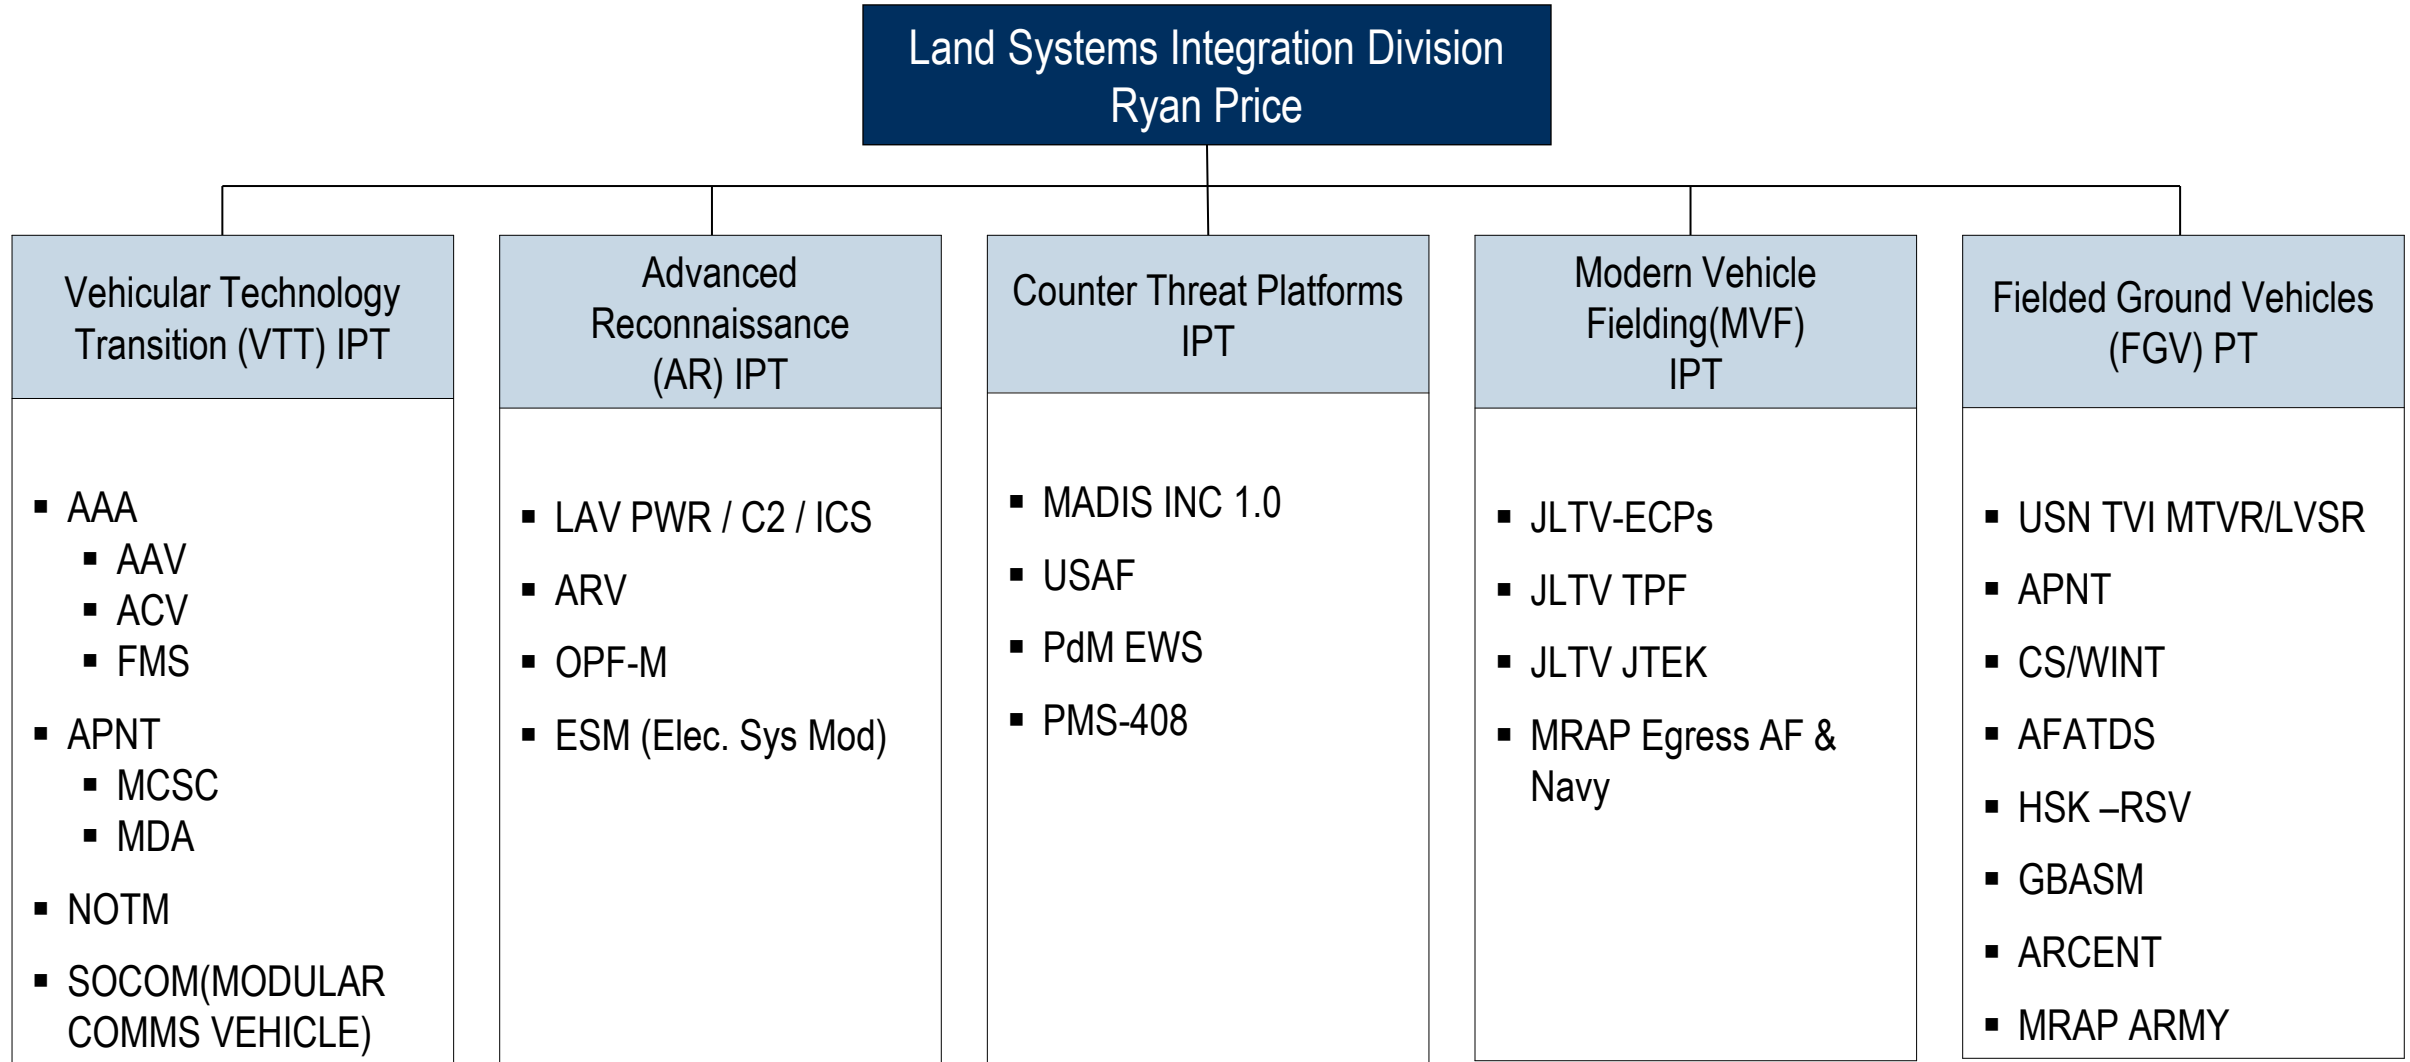 Land Systems Integration Division
Ryan Price
Vehicular Technology
Transition (VTT) IPT
▪ AAA
▪ AAV
▪ ACV
▪ FMS
▪ APNT
▪ MCSC
▪ MDA
▪ NOTM
▪ SOCOM(MODULAR
COMMS VEHICLE)
Advanced
Reconnaissance
(AR) IPT
▪ LAV PWR / C2 / ICS
▪ ARV
▪ OPF-M
▪ ESM (Elec. Sys Mod)
Counter Threat Platforms
IPT
▪ MADIS INC 1.0
▪ USAF
▪ PdM EWS
▪ PMS-408
Modern Vehicle
Fielding(MVF)
IPT
▪ JLTV-ECPs
▪ JLTV TPF
▪ JLTV JTEK
▪ MRAP Egress AF &
Navy
Fielded Ground Vehicles
(FGV) PT
▪ USN TVI MTVR/LVSR
▪ APNT
▪ CS/WINT
▪ AFATDS
▪ HSK –RSV
▪ GBASM
▪ ARCENT
▪ MRAP ARMY